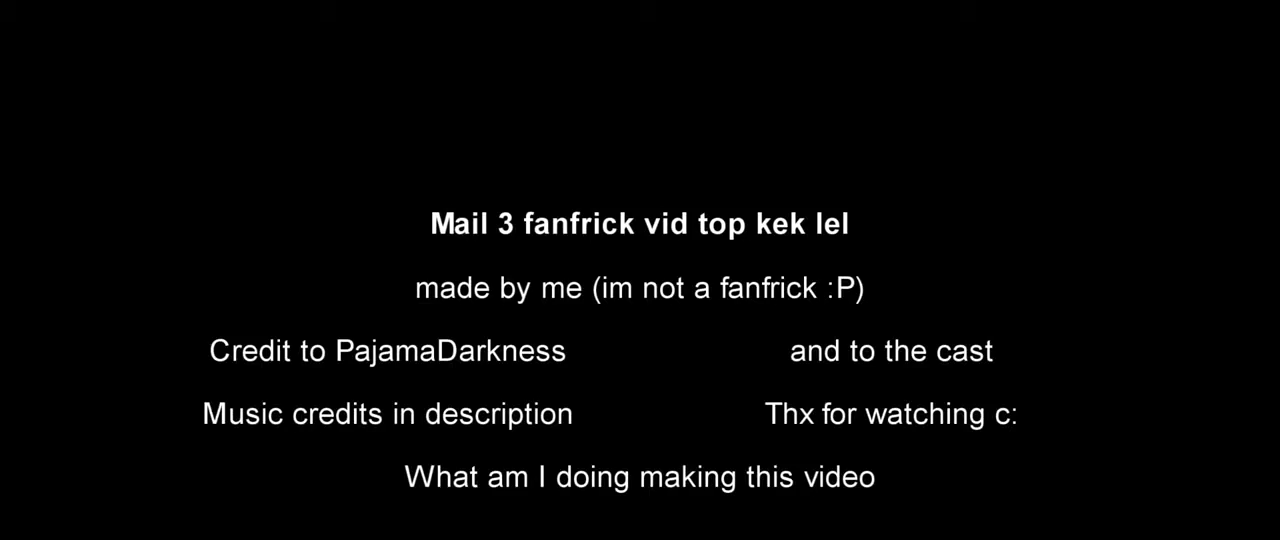 Mail 3 fanfrick vid top kek lel
made by me (im not a fanfrick :P)
Credit to PajamaDarkness and to the cast
Music credits in description Thx for watching c:
What am I doing making this video